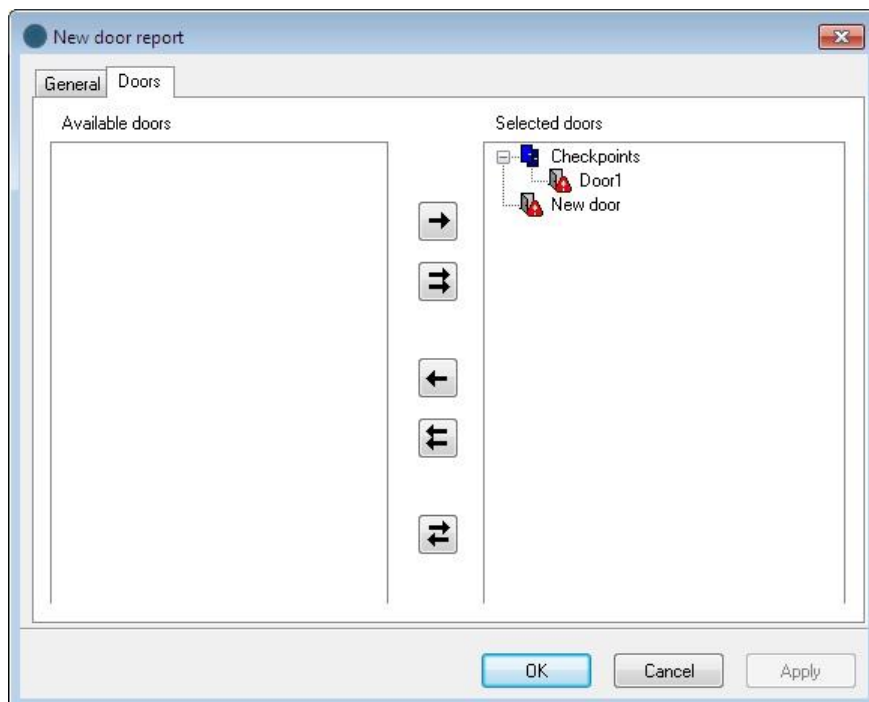 New door report
General Doors
Available doors Selected doors
Checkpoints
Door1
New door
OK Cancel Apply